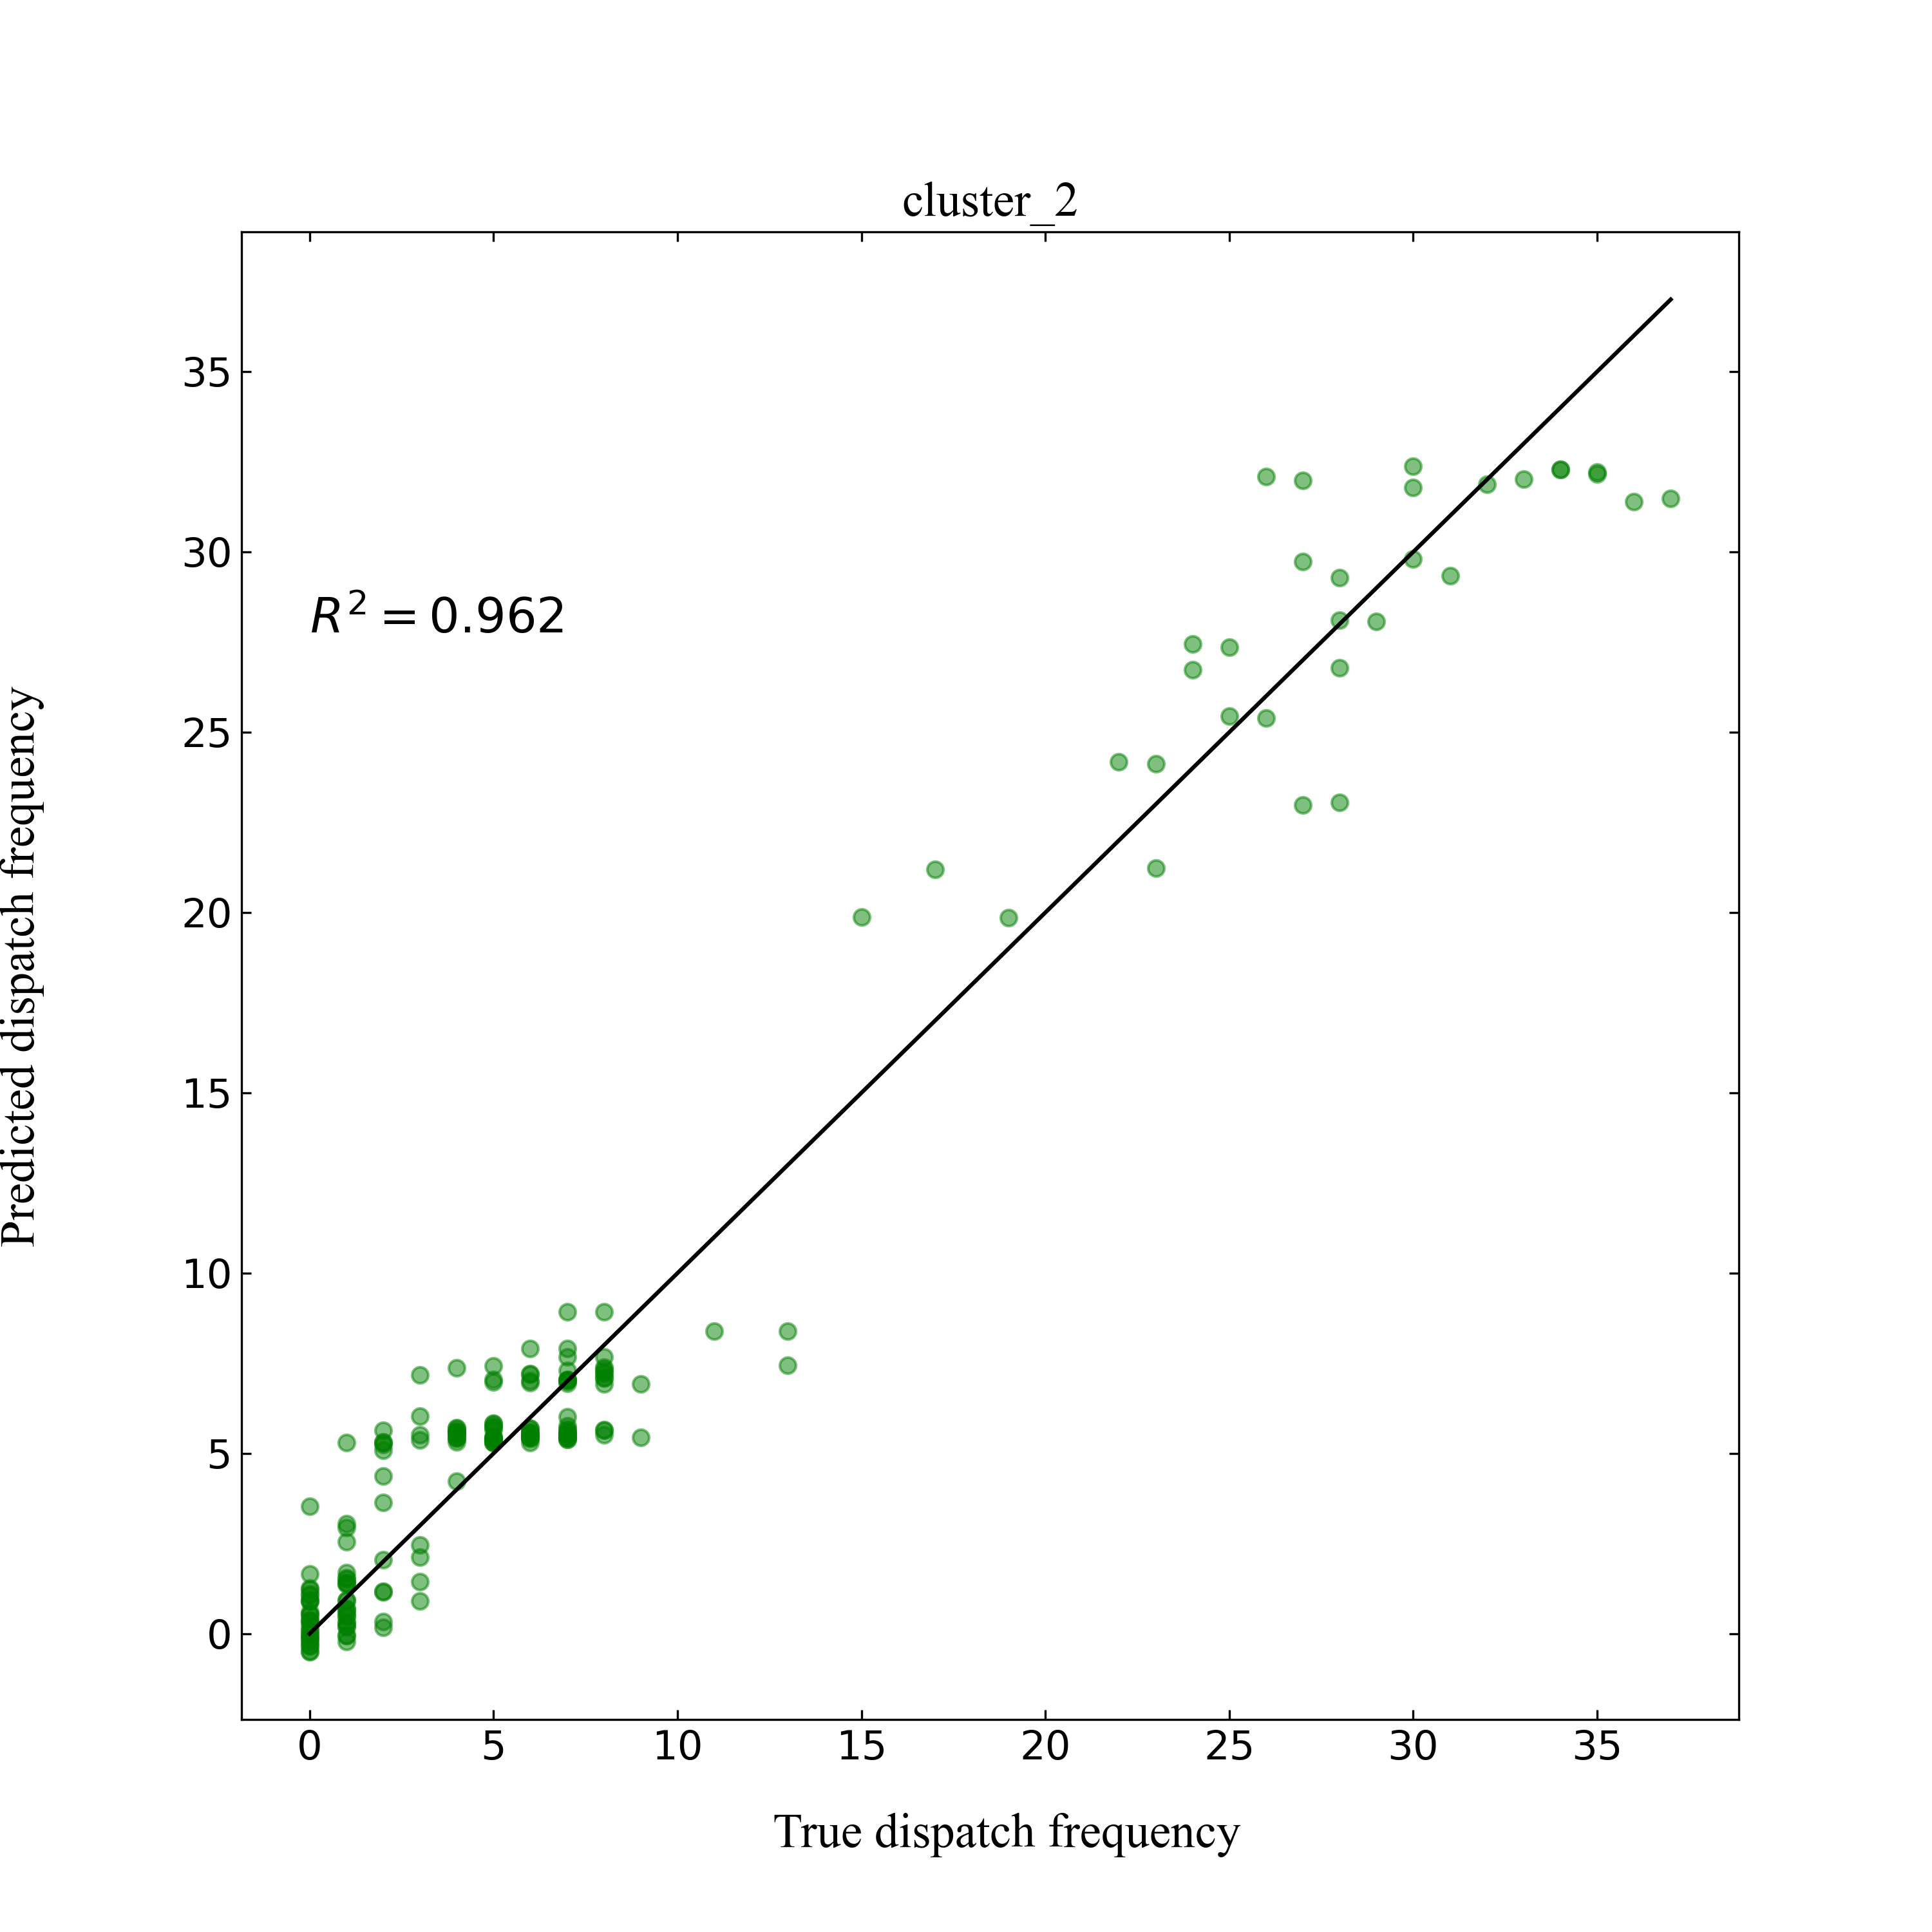 cluster_2
35
30
25
20
15
10
5
0
R² = 0.962
Predicted dispatch frequency
0 5 10 15 20 25 30 35
True dispatch frequency